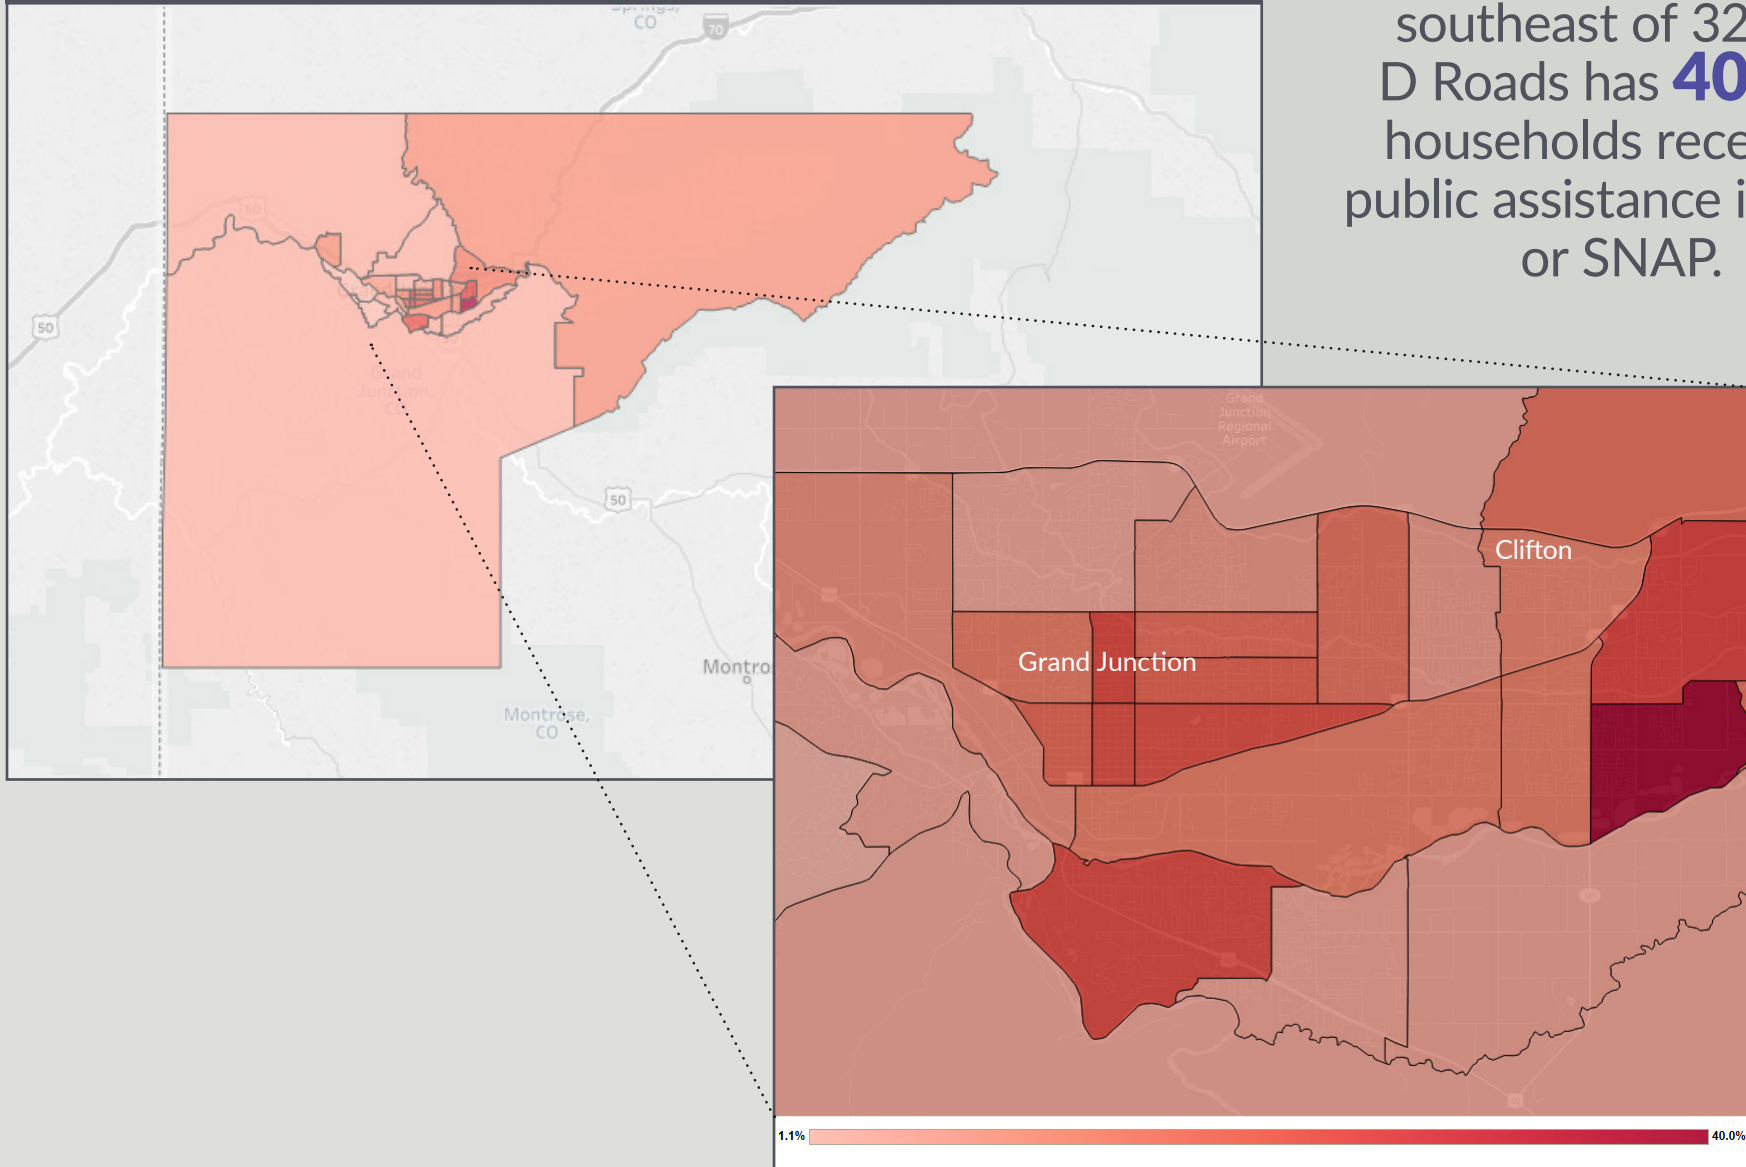 Springs,
CO
70
southeast of 32
D Roads has 40
households rece
public assistance i
or SNAP.
50
50
Grand
Junction,
CO
50
Montros
Montrose,
CO
Grand
Junction
Regional
Airport
Clifton
Grand Junction
1.1%
40.0%